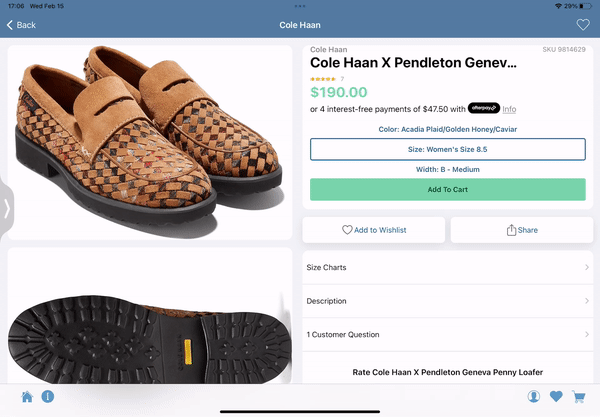 17:06 Wed Feb 15
29%
Back
Cole Haan
Cole Haan
SKU 9814629
Cole Haan X Pendleton Genev...
7
$190.00
or 4 interest-free payments of $47.50 with afterpay Info
Color: Acadia Plaid/Golden Honey/Caviar
Size: Women's Size 8.5
Width: B - Medium
Add To Cart
Add to Wishlist
Share
Size Charts
Description
1 Customer Question
Rate Cole Haan X Pendleton Geneva Penny Loafer